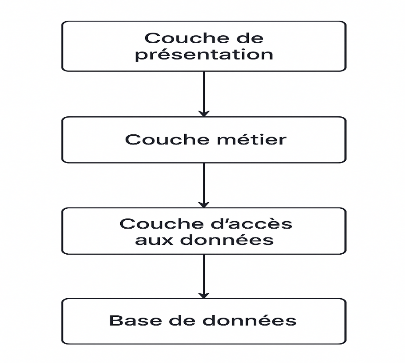 Couche de
présentation
Couche métier
Couche d'accès
aux données
Base de données